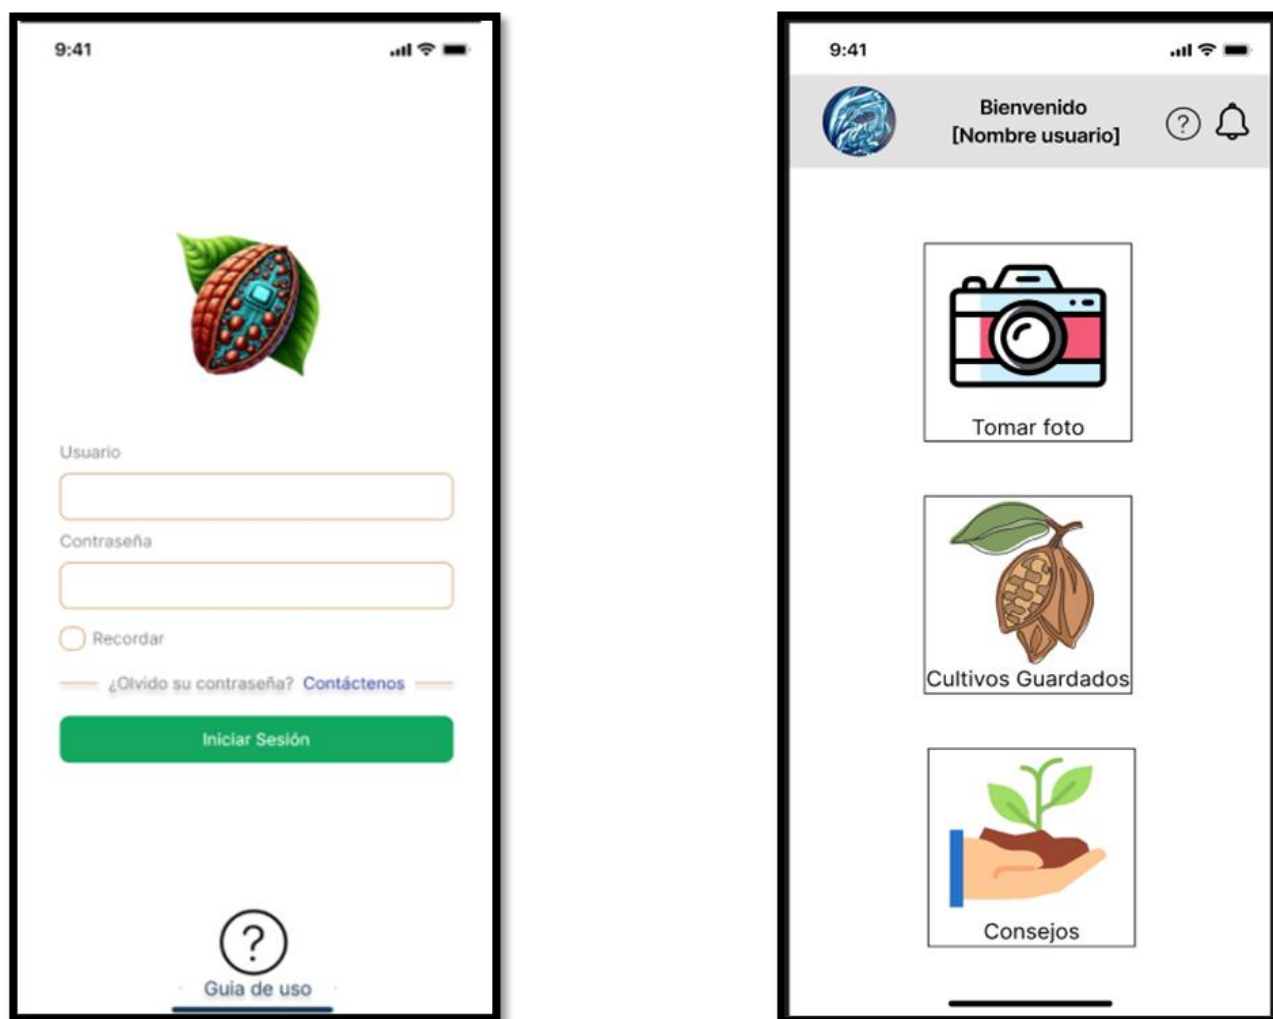 9:41
Usuario
Contraseña
Recordar
¿Olvido su contraseña? Contáctenos
Iniciar Sesión
?
Guia de uso
9:41
Bienvenido
[Nombre usuario]
?
Tomar foto
Cultivos Guardados
Consejos